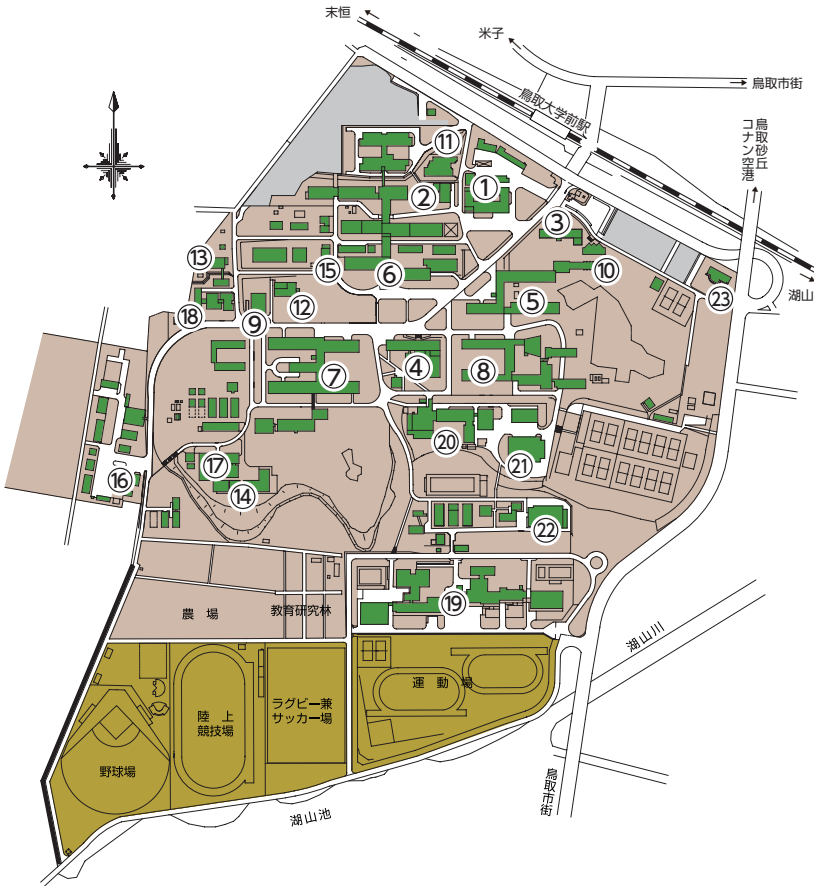 末恒
米子
鳥取市街
鳥取大学前駅
鳥取砂丘
コナン空港
湖山
⑪
①
②
③
⑬
⑮
⑥
⑩
⑤
㉓
⑱
⑨
⑫
④
⑦
⑧
⑳
㉑
⑰
⑯
⑭
㉒
⑲
農場
教育研究林
湖山川
運動場
ラグビー兼
サッカー場
陸上
競技場
野球場
湖山池
鳥取市街